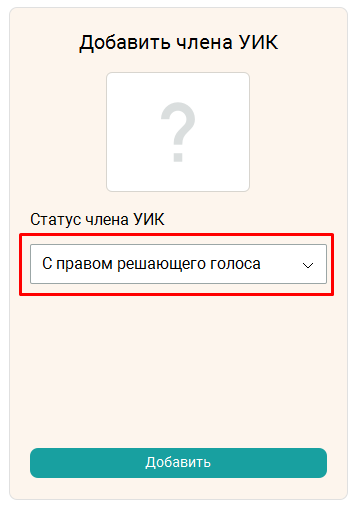 Добавить члена УИК
?
Статус члена УИК
С правом решающего голоса
Добавить